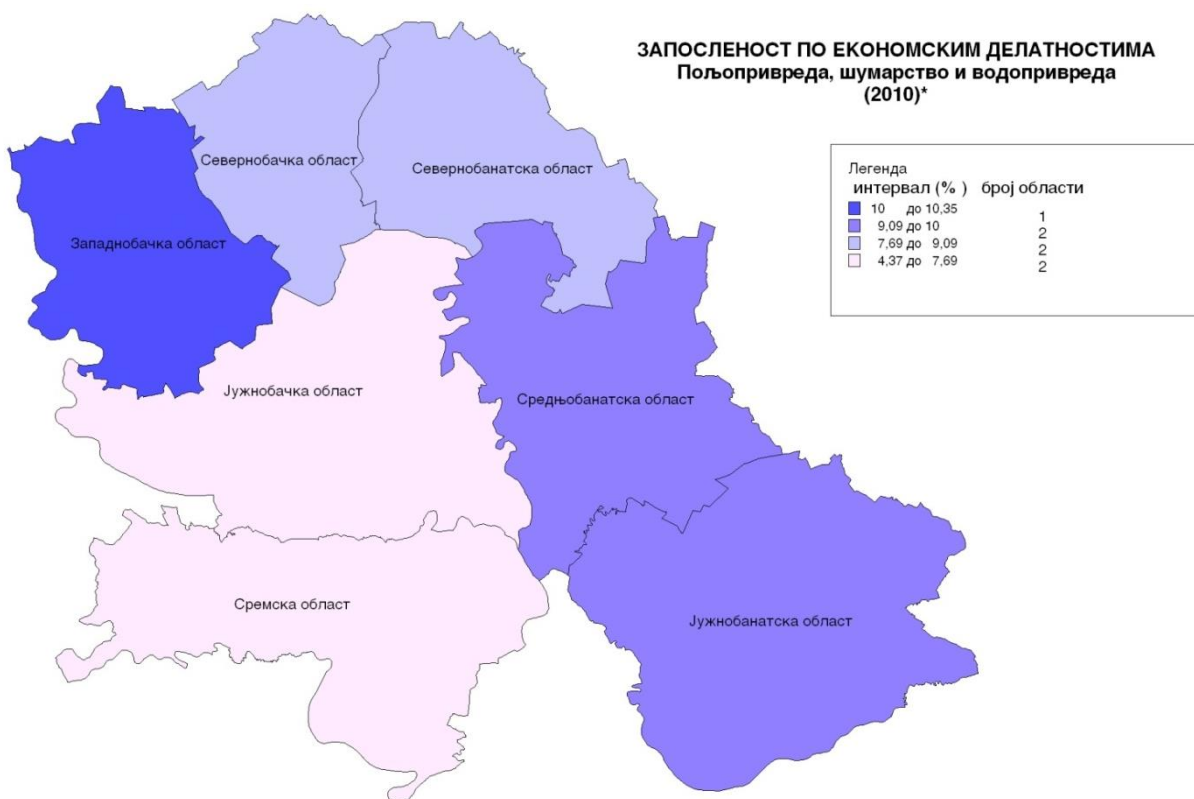 ЗАПОСЛЕНОСТ ПО ЕКОНОМСКИМ ДЕЛАТНОСТИМА
Пољопривреда, шумарство и водопривреда
(2010)*
Легенда
интервал (% ) број области
10 до 10,35 1
9,09 до 10 2
7,69 до 9,09 2
4,37 до 7,69 2
Севернобачка област
Севернобанатска област
Западнобачка област
Јужнобачка област
Средњобанатска област
Сремска област
Јужнобанатска област